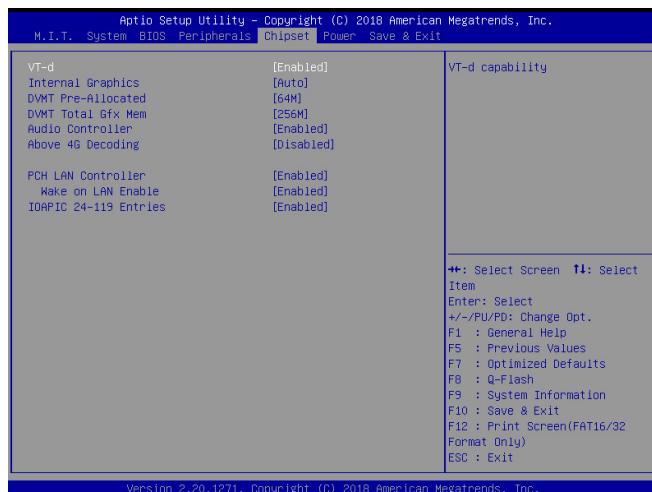 Aptio Setup Utility – Copyright (C) 2018 American Megatrends, Inc.
M.I.T. System BIOS Peripherals Chipset Power Save & Exit
VT-d [Enabled]
Internal Graphics [Auto]
DVMT Pre-Allocated [64M]
DVMT Total Gfx Mem [256M]
Audio Controller [Enabled]
Above 4G Decoding [Disabled]
PCH LAN Controller [Enabled]
Wake on LAN Enable [Enabled]
IOAPIC 24-119 Entries [Enabled]
VT-d capability
→←: Select Screen ↑↓: Select
Item
Enter: Select
+/-/PU/PD: Change Opt.
F1 : General Help
F5 : Previous Values
F7 : Optimized Defaults
F8 : Q-Flash
F9 : System Information
F10 : Save & Exit
F12 : Print Screen(FAT16/32
Format Only)
ESC : Exit
Version 2.20.1271. Copyright (C) 2018 American Megatrends, Inc.